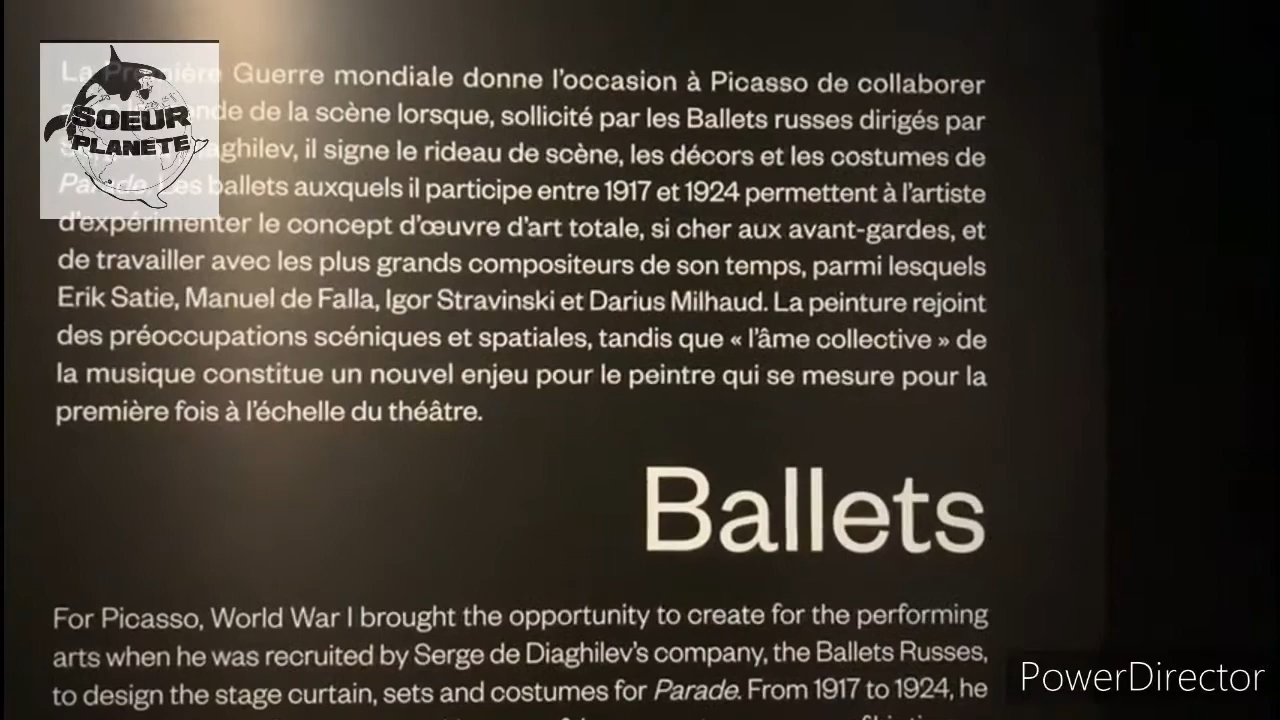 SOEUR
PLANETE
La Première Guerre mondiale donne l'occasion à Picasso de collaborer
nde de la scène lorsque, sollicité par les Ballets russes dirigés par
aghilev, il signe le rideau de scène, les décors et les costumes de
Parade. Les ballets auxquels il participe entre 1917 et 1924 permettent à l'artiste
d'expérimenter le concept d'œuvre d'art totale, si cher aux avant-gardes, et
de travailler avec les plus grands compositeurs de son temps, parmi lesquels
Erik Satie, Manuel de Falla, Igor Stravinski et Darius Milhaud. La peinture rejoint
des préoccupations scéniques et spatiales, tandis que « l'âme collective » de
la musique constitue un nouvel enjeu pour le peintre qui se mesure pour la
première fois à l'échelle du théâtre.
Ballets
For Picasso, World War I brought the opportunity to create for the performing
arts when he was recruited by Serge de Diaghilev's company, the Ballets Russes,
to design the stage curtain, sets and costumes for Parade. From 1917 to 1924, he
PowerDirector